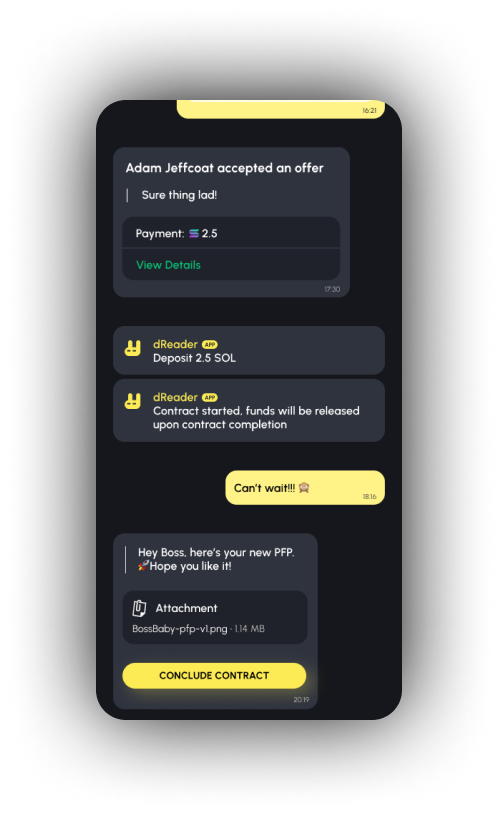 16:21
Adam Jeffcoat accepted an offer
Sure thing lad!
Payment: 2.5
View Details
17:30
dReader APP
Deposit 2.5 SOL
dReader APP
Contract started, funds will be released
upon contract completion
Can't wait!!! 🙊
18:16
Hey Boss, here's your new PFP.
🚀Hope you like it!
Attachment
BossBaby-pfp-v1.png · 1.14 MB
CONCLUDE CONTRACT
20:19